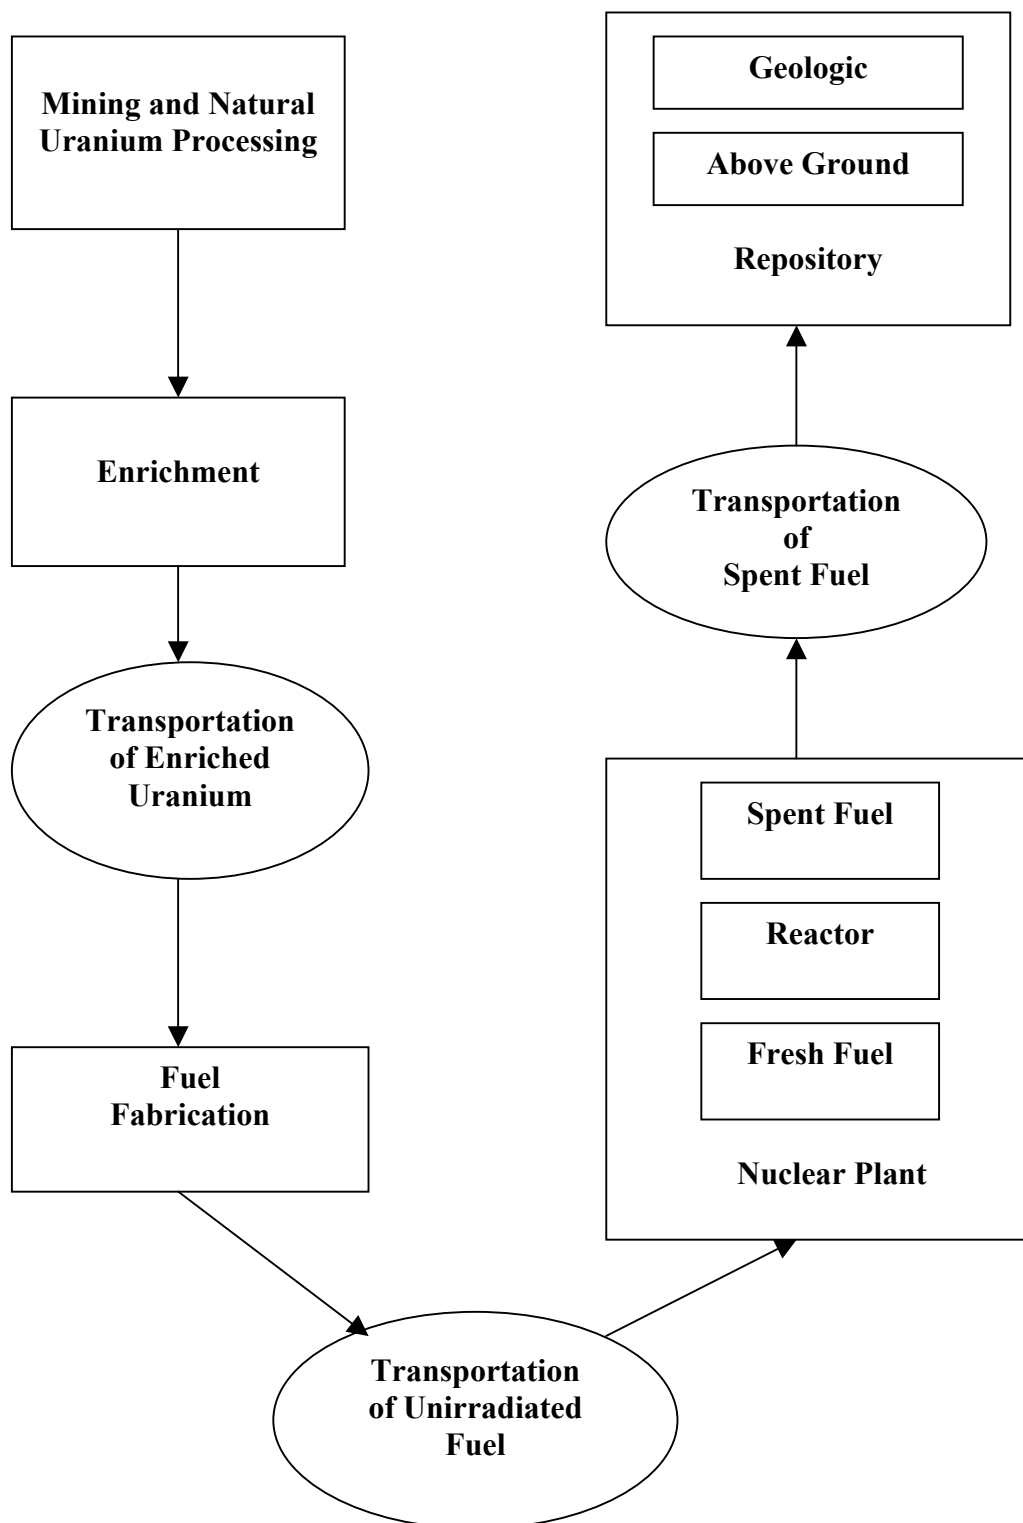 Mining and Natural
Uranium Processing
Enrichment
Transportation
of Enriched
Uranium
Fuel
Fabrication
Transportation
of Unirradiated
Fuel
Geologic
Above Ground
Repository
Transportation
of
Spent Fuel
Spent Fuel
Reactor
Fresh Fuel
Nuclear Plant